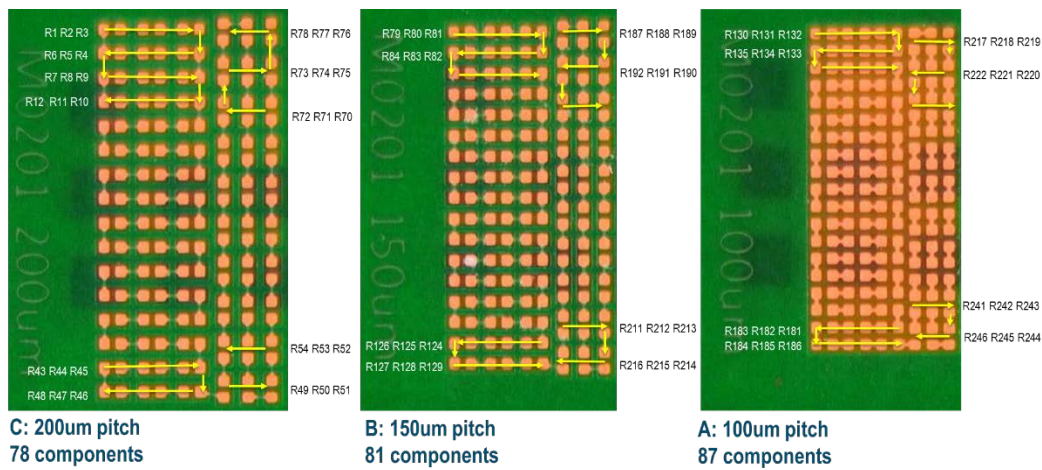 R1 R2 R3
R6 R5 R4
R7 R8 R9
R12 R11 R10
R43 R44 R45
R48 R47 R46
R78 R77 R76
R73 R74 R75
R72 R71 R70
R54 R53 R52
R49 R50 R51
M0201 200um
C: 200um pitch
78 components
R79 R80 R81
R84 R83 R82
R126 R125 R124
R127 R128 R129
R187 R188 R189
R192 R191 R190
R211 R212 R213
R216 R215 R214
M0201 150um
B: 150um pitch
81 components
R130 R131 R132
R135 R134 R133
R183 R182 R181
R184 R185 R186
R217 R218 R219
R222 R221 R220
R241 R242 R243
R246 R245 R244
M0201 100um
A: 100um pitch
87 components